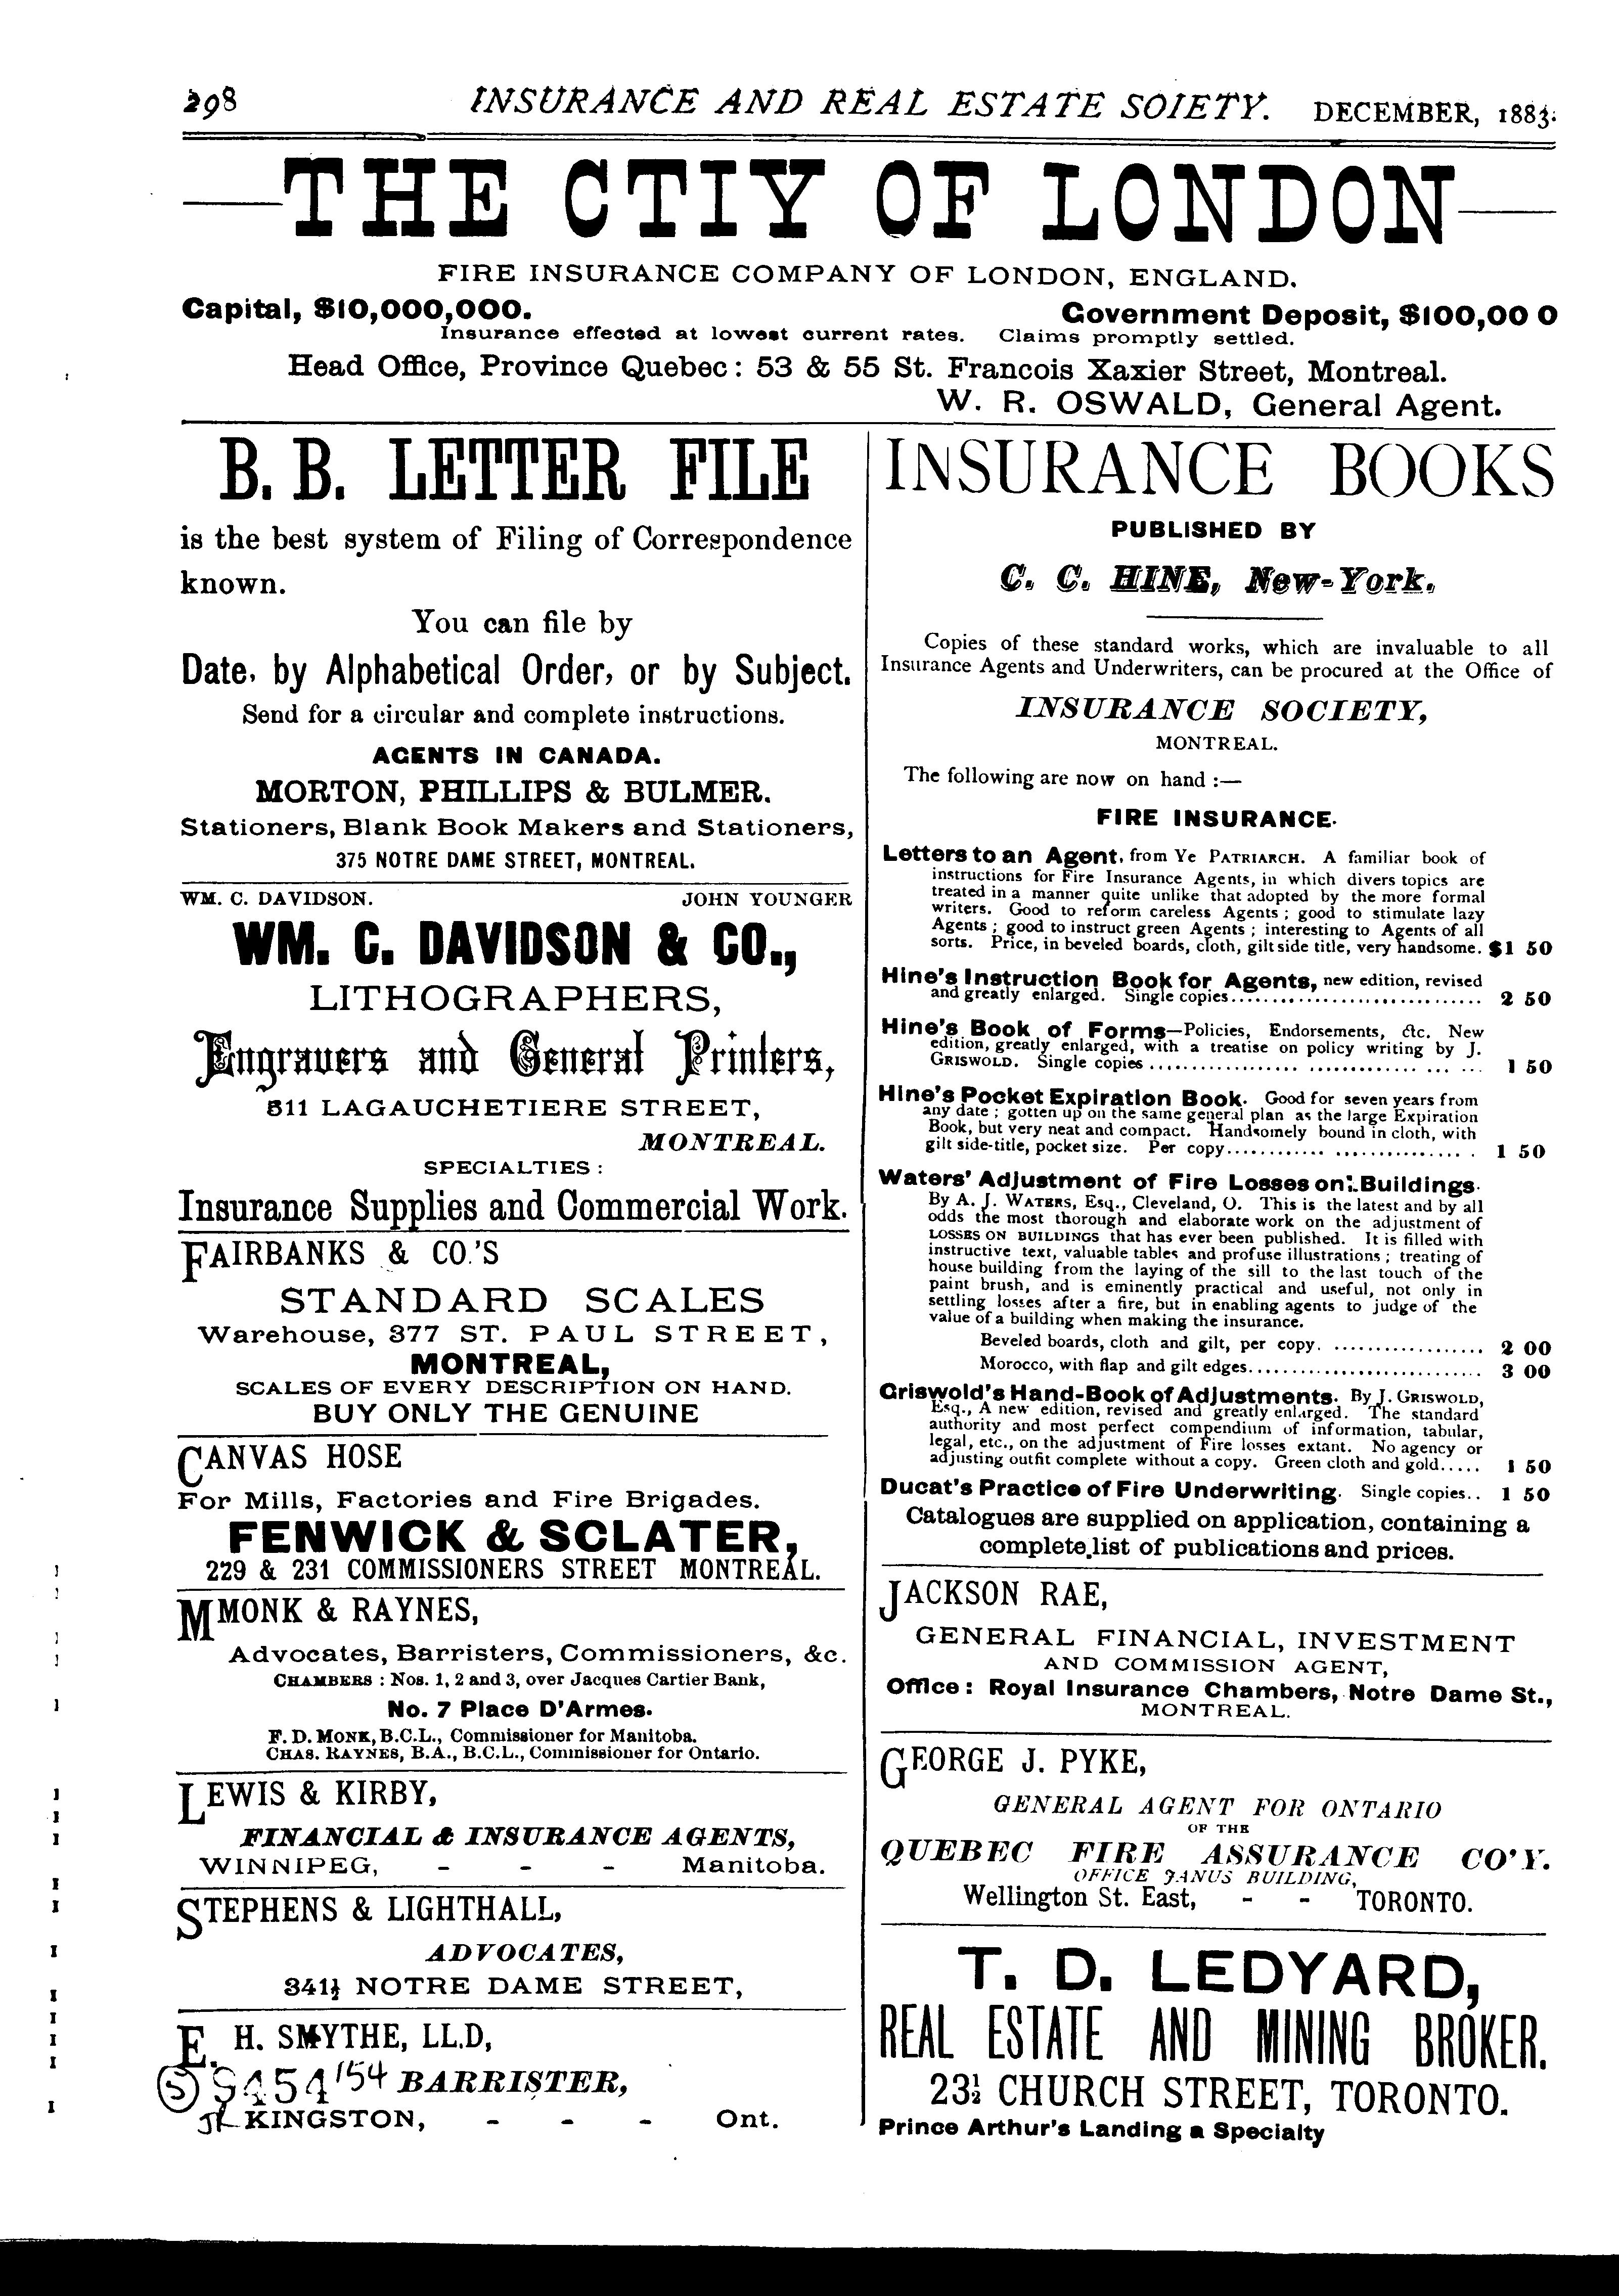 298 INSURANCE AND REAL ESTATE SOIETY. DECEMBER, 1883.
—THE CTIY OF LONDON—
FIRE INSURANCE COMPANY OF LONDON, ENGLAND.
Capital, $10,000,000. Government Deposit, $100,00 0
Insurance effected at lowest current rates. Claims promptly settled.
Head Office, Province Quebec: 53 & 55 St. Francois Xaxier Street, Montreal.
W. R. OSWALD, General Agent.
B. B. LETTER FILE
is the best system of Filing of Correspondence
known.
You can file by
Date, by Alphabetical Order, or by Subject.
Send for a circular and complete instructions.
AGENTS IN CANADA.
MORTON, PHILLIPS & BULMER.
Stationers, Blank Book Makers and Stationers,
375 NOTRE DAME STREET, MONTREAL.
WM. C. DAVIDSON. JOHN YOUNGER
WM. C. DAVIDSON & CO.,
LITHOGRAPHERS,
Engravers and General Printers,
611 LAGAUCHETIERE STREET,
MONTREAL.
SPECIALTIES :
Insurance Supplies and Commercial Work.
FAIRBANKS & CO.'S
STANDARD SCALES
Warehouse, 377 ST. PAUL STREET,
MONTREAL,
SCALES OF EVERY DESCRIPTION ON HAND.
BUY ONLY THE GENUINE
CANVAS HOSE
For Mills, Factories and Fire Brigades.
FENWICK & SCLATER,
229 & 231 COMMISSIONERS STREET MONTREAL.
MMONK & RAYNES,
Advocates, Barristers, Commissioners, &c.
CHAMBERS : Nos. 1, 2 and 3, over Jacques Cartier Bank,
No. 7 Place D'Armes.
F. D. MONK, B.C.L., Commissioner for Manitoba.
CHAS. RAYNES, B.A., B.C.L., Commissioner for Ontario.
LEWIS & KIRBY,
FINANCIAL & INSURANCE AGENTS,
WINNIPEG, - - - Manitoba.
STEPHENS & LIGHTHALL,
ADVOCATES,
341½ NOTRE DAME STREET,
E. H. SMYTHE, LL.D,
5 9454 154 BARRISTER,
KINGSTON, - - - Ont.
INSURANCE BOOKS
PUBLISHED BY
C. C. HINE, New-York.
Copies of these standard works, which are invaluable to all
Insurance Agents and Underwriters, can be procured at the Office of
INSURANCE SOCIETY,
MONTREAL.
The following are now on hand :—
FIRE INSURANCE.
Letters to an Agent, from Ye PATRIARCH. A familiar book of
instructions for Fire Insurance Agents, in which divers topics are
treated in a manner quite unlike that adopted by the more formal
writers. Good to reform careless Agents ; good to stimulate lazy
Agents ; good to instruct green Agents ; interesting to Agents of all
sorts. Price, in beveled boards, cloth, gilt side title, very handsome. $1 50
Hine's Instruction Book for Agents, new edition, revised
and greatly enlarged. Single copies.............................. 2 50
Hine's Book of Forms—Policies, Endorsements, &c. New
edition, greatly enlarged, with a treatise on policy writing by J.
GRISWOLD. Single copies .................................... 1 50
Hine's Pocket Expiration Book. Good for seven years from
any date ; gotten up on the same general plan as the large Expiration
Book, but very neat and compact. Handsomely bound in cloth, with
gilt side-title, pocket size. Per copy............................ 1 50
Waters' Adjustment of Fire Losses on Buildings.
By A. J. WATERS, Esq., Cleveland, O. This is the latest and by all
odds the most thorough and elaborate work on the adjustment of
LOSSES ON BUILDINGS that has ever been published. It is filled with
instructive text, valuable tables and profuse illustrations ; treating of
house building from the laying of the sill to the last touch of the
paint brush, and is eminently practical and useful, not only in
settling losses after a fire, but in enabling agents to judge of the
value of a building when making the insurance.
Beveled boards, cloth and gilt, per copy. .................. 2 00
Morocco, with flap and gilt edges............................ 3 00
Griswold's Hand-Book of Adjustments. By J. GRISWOLD,
Esq., A new edition, revised and greatly enlarged. The standard
authority and most perfect compendium of information, tabular,
legal, etc., on the adjustment of Fire losses extant. No agency or
adjusting outfit complete without a copy. Green cloth and gold..... 1 50
Ducat's Practice of Fire Underwriting. Single copies.. 1 50
Catalogues are supplied on application, containing a
complete list of publications and prices.
JACKSON RAE,
GENERAL FINANCIAL, INVESTMENT
AND COMMISSION AGENT,
Office: Royal Insurance Chambers, Notre Dame St.,
MONTREAL.
GEORGE J. PYKE,
GENERAL AGENT FOR ONTARIO
OF THE
QUEBEC FIRE ASSURANCE CO'Y.
OFFICE JANUS BUILDING,
Wellington St. East, - - TORONTO.
T. D. LEDYARD,
REAL ESTATE AND MINING BROKER.
23½ CHURCH STREET, TORONTO.
Prince Arthur's Landing a Specialty